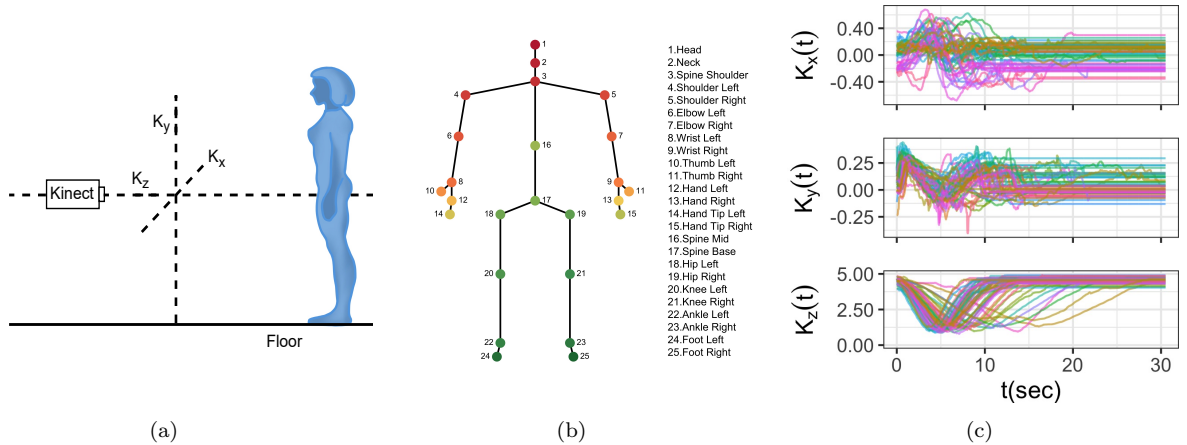 K_y
K_x
K_z
Kinect
Floor
(a)
1
2
3
4
5
6
7
16
8
9
10
11
12
13
14
15
17
18
19
20
21
22
23
24
25
1.Head
2.Neck
3.Spine Shoulder
4.Shoulder Left
5.Shoulder Right
6.Elbow Left
7.Elbow Right
8.Wrist Left
9.Wrist Right
10.Thumb Left
11.Thumb Right
12.Hand Left
13.Hand Right
14.Hand Tip Left
15.Hand Tip Right
16.Spine Mid
17.Spine Base
18.Hip Left
19.Hip Right
20.Knee Left
21.Knee Right
22.Ankle Left
23.Ankle Right
24.Foot Left
25.Foot Right
(b)
K_x(t)
0.40
0.00
-0.40
K_y(t)
0.25
0.00
-0.25
K_z(t)
5.00
2.50
0.00
0
10
20
30
t(sec)
(c)